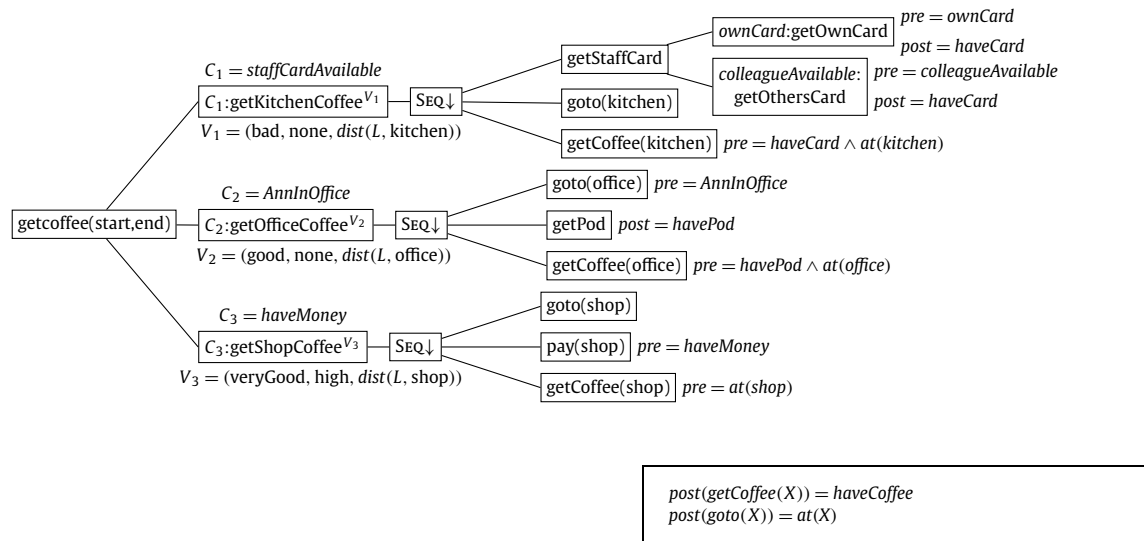 ownCard:getOwnCard
pre = ownCard
post = haveCard
getStaffCard
colleagueAvailable:
getOthersCard
pre = colleagueAvailable
post = haveCard
C₁ = staffCardAvailable
C₁:getKitchenCoffee^V₁
SEQ↓
V₁ = (bad, none, dist(L, kitchen))
goto(kitchen)
getCoffee(kitchen) pre = haveCard ∧ at(kitchen)
getcoffee(start,end)
C₂ = AnnInOffice
C₂:getOfficeCoffee^V₂
SEQ↓
V₂ = (good, none, dist(L, office))
goto(office) pre = AnnInOffice
getPod post = havePod
getCoffee(office) pre = havePod ∧ at(office)
C₃ = haveMoney
C₃:getShopCoffee^V₃
SEQ↓
V₃ = (veryGood, high, dist(L, shop))
goto(shop)
pay(shop) pre = haveMoney
getCoffee(shop) pre = at(shop)
post(getCoffee(X)) = haveCoffee
post(goto(X)) = at(X)